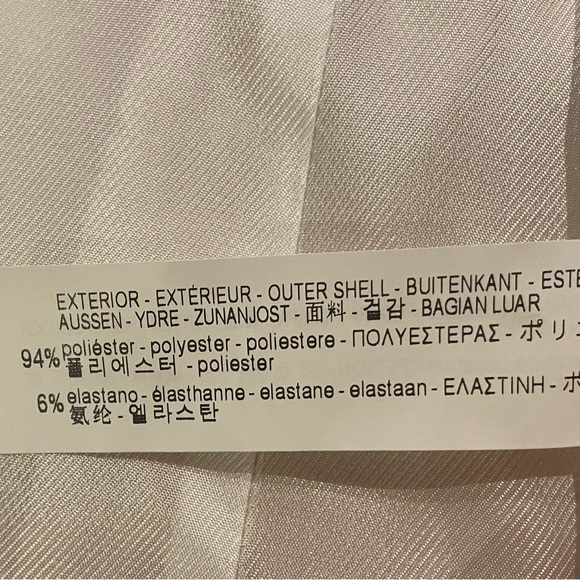 EXTERIOR - EXTÉRIEUR - OUTER SHELL - BUITENKANT - ESTE
AUSSEN - YDRE - ZUNANJOST - 面料 - 겉감 - BAGIAN LUAR
94% poliéster - polyester - poliestere - ΠΟΛΥΕΣΤΕΡΑΣ - ポリ
폴리에스터 - poliester
6% elastano - élasthanne - elastane - elastaan - ΕΛΑΣΤΙΝΗ - ポ
氨纶 - 엘라스탄